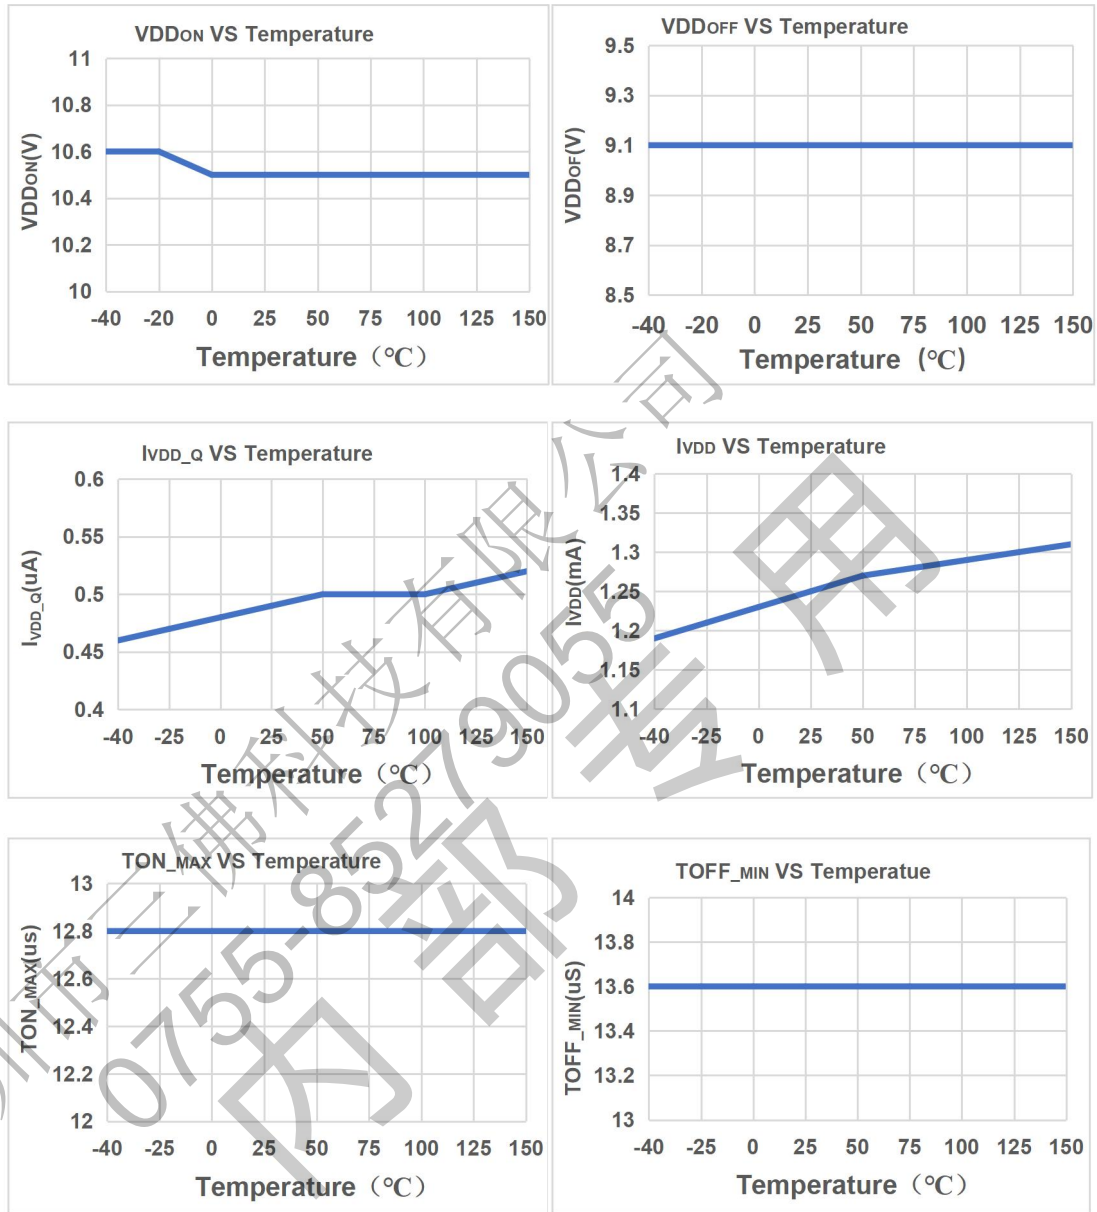 VDDON VS Temperature
11
10.8
10.6
10.4
10.2
10
VDDON(V)
-40 -20 0 25 50 75 100 125 150
Temperature（℃）
VDDOFF VS Temperature
9.5
9.3
9.1
8.9
8.7
8.5
VDDOF(V)
-40 -20 0 25 50 75 100 125 150
Temperature (℃)
IVDD_Q VS Temperature
0.6
0.55
0.5
0.45
0.4
IVDD_Q(uA)
-40 -25 0 25 50 75 100 125 150
Temperature（℃）
IVDD VS Temperature
1.4
1.35
1.3
1.25
1.2
1.15
1.1
IVDD(mA)
-40 -25 0 25 50 75 100 125 150
Temperature（℃）
TON_MAX VS Temperature
13
12.8
12.6
12.4
12.2
12
TON_MAX(us)
-40 -25 0 25 50 75 100 125 150
Temperature（℃）
TOFF_MIN VS Temperatue
14
13.8
13.6
13.4
13.2
13
TOFF_MIN(uS)
-40 -25 0 25 50 75 100 125 150
Temperature（℃）
圳市三佛科技有限公司
0755-85279055
内部专用